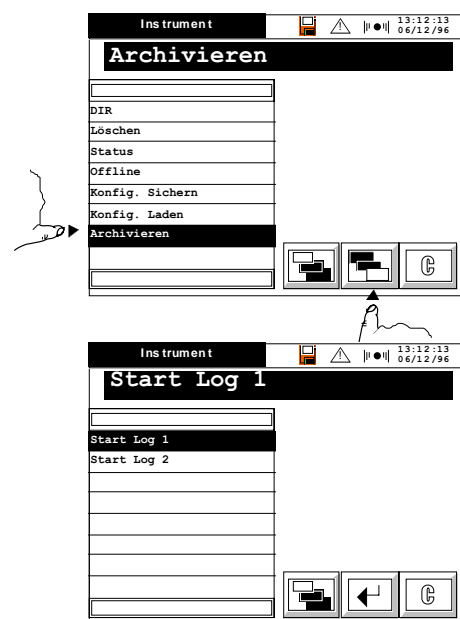 Instrument
13:12:13
06/12/96
Archivieren
DIR
Löschen
Status
Offline
Konfig. Sichern
Konfig. Laden
Archivieren
C
Instrument
13:12:13
06/12/96
Start Log 1
Start Log 1
Start Log 2
C